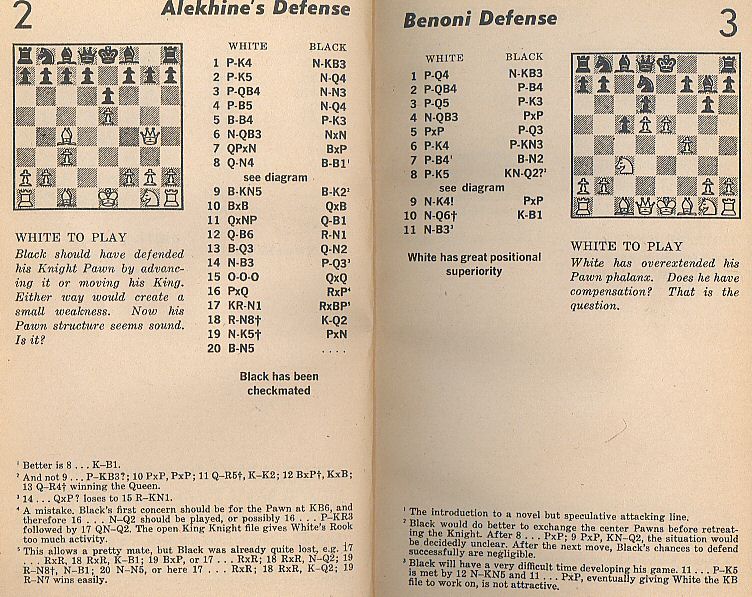 2
Alekhine's Defense
WHITE BLACK
1 P-K4 N-KB3
2 P-K5 N-Q4
3 P-QB4 N-N3
4 P-B5 N-Q4
5 B-B4 P-K3
6 N-QB3 NxN
7 QPxN BxP
8 Q-N4 B-B1¹
see diagram
9 B-KN5 B-K2²
10 BxB QxB
11 QxNP Q-B1
12 Q-B6 R-N1
13 B-Q3 Q-N2
14 N-B3 P-Q3³
15 O-O-O QxQ
16 PxQ RxP⁴
17 KR-N1 RxBP⁵
18 R-N8† K-Q2
19 N-K5† PxN
20 B-N5 ....
Black has been
checkmated
WHITE TO PLAY
Black should have defended
his Knight Pawn by advanc-
ing it or moving his King.
Either way would create a
small weakness. Now his
Pawn structure seems sound.
Is it?
¹ Better is 8 . . . K–B1.
² And not 9 . . . P–KB3?; 10 PxP, PxP; 11 Q–R5†, K–K2; 12 BxP†, KxB;
13 Q–R4† winning the Queen.
³ 14 . . . QxP? loses to 15 R–KN1.
⁴ A mistake. Black's first concern should be for the Pawn at KB6, and
therefore 16 . . . N–Q2 should be played, or possibly 16 . . . P–KR3
followed by 17 QN–Q2. The open King Knight file gives White's Rook
too much activity.
⁵ This allows a pretty mate, but Black was already quite lost, e.g. 17
. . . RxR, 18 RxR, K–B1; 19 BxP, or 17 . . . RxR; 18 RxR, N–Q2; 19
R–N8†, N–B1; 20 N–N5, or here 17 . . . RxR; 18 RxR, K–Q2; 19
R–N7 wins easily.
Benoni Defense
3
WHITE BLACK
1 P-Q4 N-KB3
2 P-QB4 P-B4
3 P-Q5 P-K3
4 N-QB3 PxP
5 PxP P-Q3
6 P-K4 P-KN3
7 P-B4¹ B-N2
8 P-K5 KN-Q2?²
see diagram
9 N-K4! PxP
10 N-Q6† K-B1
11 N-B3³
White has great positional
superiority
WHITE TO PLAY
White has overextended his
Pawn phalanx. Does he have
compensation? That is the
question.
¹ The introduction to a novel but speculative attacking line.
² Black would do better to exchange the center Pawns before retreat-
ing the Knight. After 8 . . . PxP; 9 PxP, KN–Q2, the situation would
be decidedly unclear. After the next move, Black's chances to defend
successfully are negligible.
³ Black will have a very difficult time developing his game. 11 . . . P–K5
is met by 12 N–KN5 and 11 . . . PxP, eventually giving White the KB
file to work on, is not attractive.